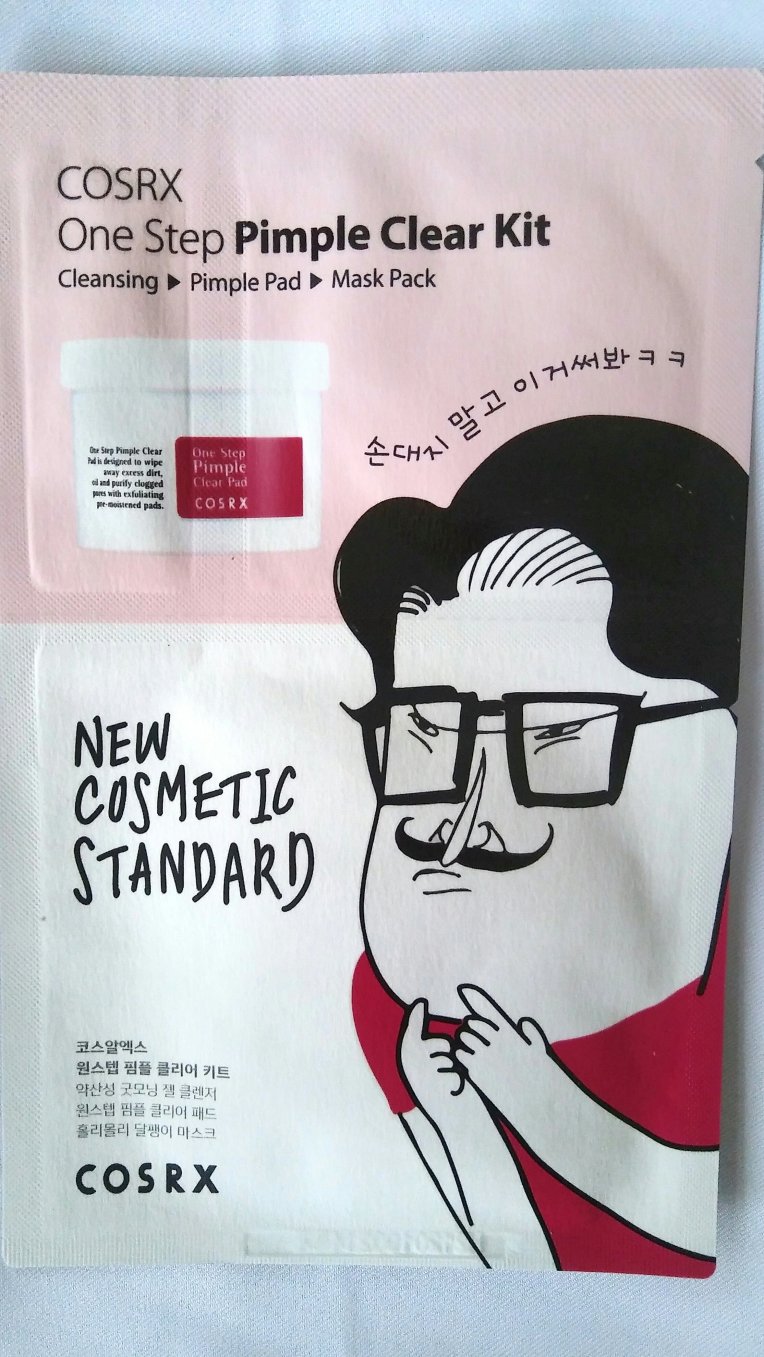 COSRX
One Step Pimple Clear Kit
Cleansing ▶ Pimple Pad ▶ Mask Pack
손대지 말고 이거써봐 ㅋ ㅋ
One Step Pimple Clear
Pad is designed to wipe
away excess dirt,
oil and purify clogged
pores with exfoliating
pre-moistened pads.
One Step
Pimple
Clear Pad
COSRX
NEW
COSMETIC
STANDARD
코스알엑스
원스텝 핌플 클리어 키트
약산성 굿모닝 젤 클렌저
원스텝 핌플 클리어 패드
홀리몰리 달팽이 마스크
COSRX